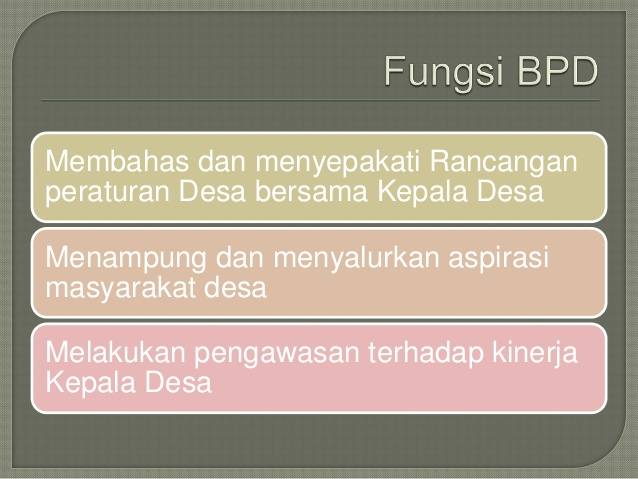 Fungsi BPD
Membahas dan menyepakati Rancangan
peraturan Desa bersama Kepala Desa
Menampung dan menyalurkan aspirasi
masyarakat desa
Melakukan pengawasan terhadap kinerja
Kepala Desa